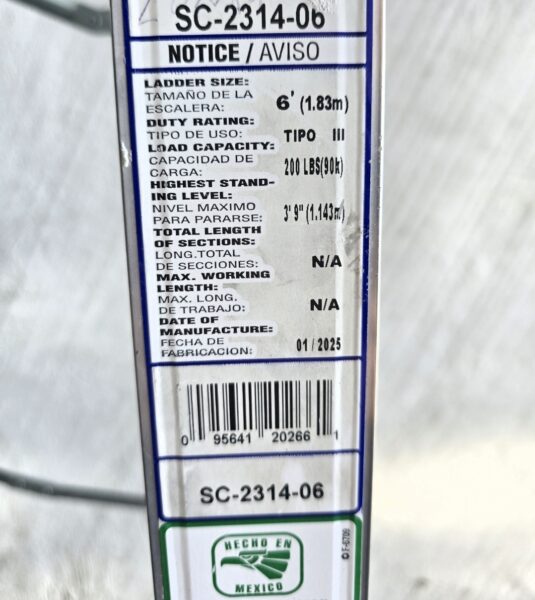 SC-2314-06
NOTICE / AVISO
LADDER SIZE:
TAMAÑO DE LA
ESCALERA: 6' (1.83m)
DUTY RATING:
TIPO DE USO: TIPO III
LOAD CAPACITY:
CAPACIDAD DE
CARGA: 200 LBS(90k)
HIGHEST STAND-
ING LEVEL:
NIVEL MAXIMO
PARA PARARSE: 3' 9" (1.143m)
TOTAL LENGTH
OF SECTIONS:
LONG.TOTAL
DE SECCIONES: N/A
MAX. WORKING
LENGTH:
MAX. LONG.
DE TRABAJO: N/A
DATE OF
MANUFACTURE:
FECHA DE
FABRICACION: 01 / 2025
0 95641 20266 1
SC-2314-06
HECHO EN
MEXICO